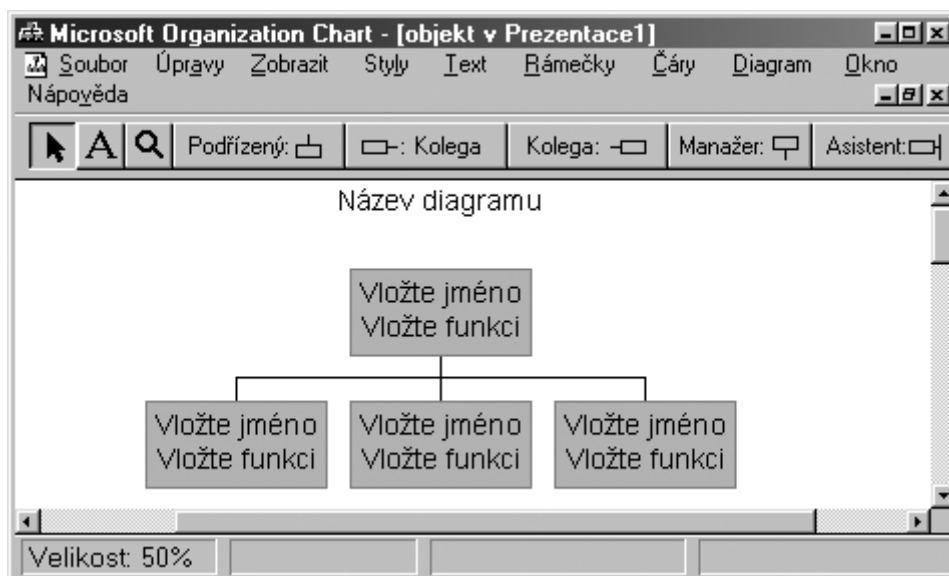 Microsoft Organization Chart - [objekt v Prezentace1]
Soubor Úpravy Zobrazit Styly Text Rámečky Čáry Diagram Okno
Nápověda
A Podřízený: : Kolega Kolega: Manažer: Asistent:
Název diagramu
Vložte jméno
Vložte funkci
Vložte jméno Vložte jméno Vložte jméno
Vložte funkci Vložte funkci Vložte funkci
Velikost: 50%